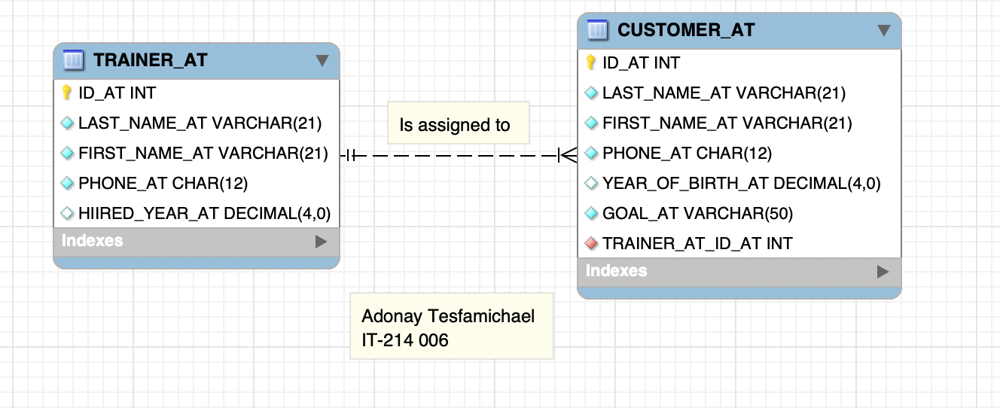 TRAINER_AT
ID_AT INT
LAST_NAME_AT VARCHAR(21)
FIRST_NAME_AT VARCHAR(21)
PHONE_AT CHAR(12)
HIIRED_YEAR_AT DECIMAL(4,0)
Indexes
Is assigned to
CUSTOMER_AT
ID_AT INT
LAST_NAME_AT VARCHAR(21)
FIRST_NAME_AT VARCHAR(21)
PHONE_AT CHAR(12)
YEAR_OF_BIRTH_AT DECIMAL(4,0)
GOAL_AT VARCHAR(50)
TRAINER_AT_ID_AT INT
Indexes
Adonay Tesfamichael
IT-214 006